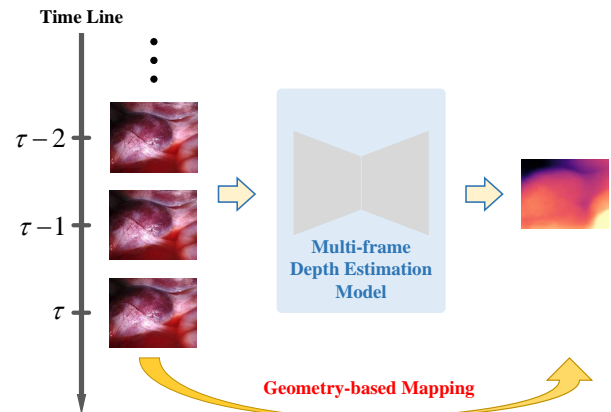 Time Line
τ−2
τ−1
τ
Multi-frame
Depth Estimation
Model
Geometry-based Mapping